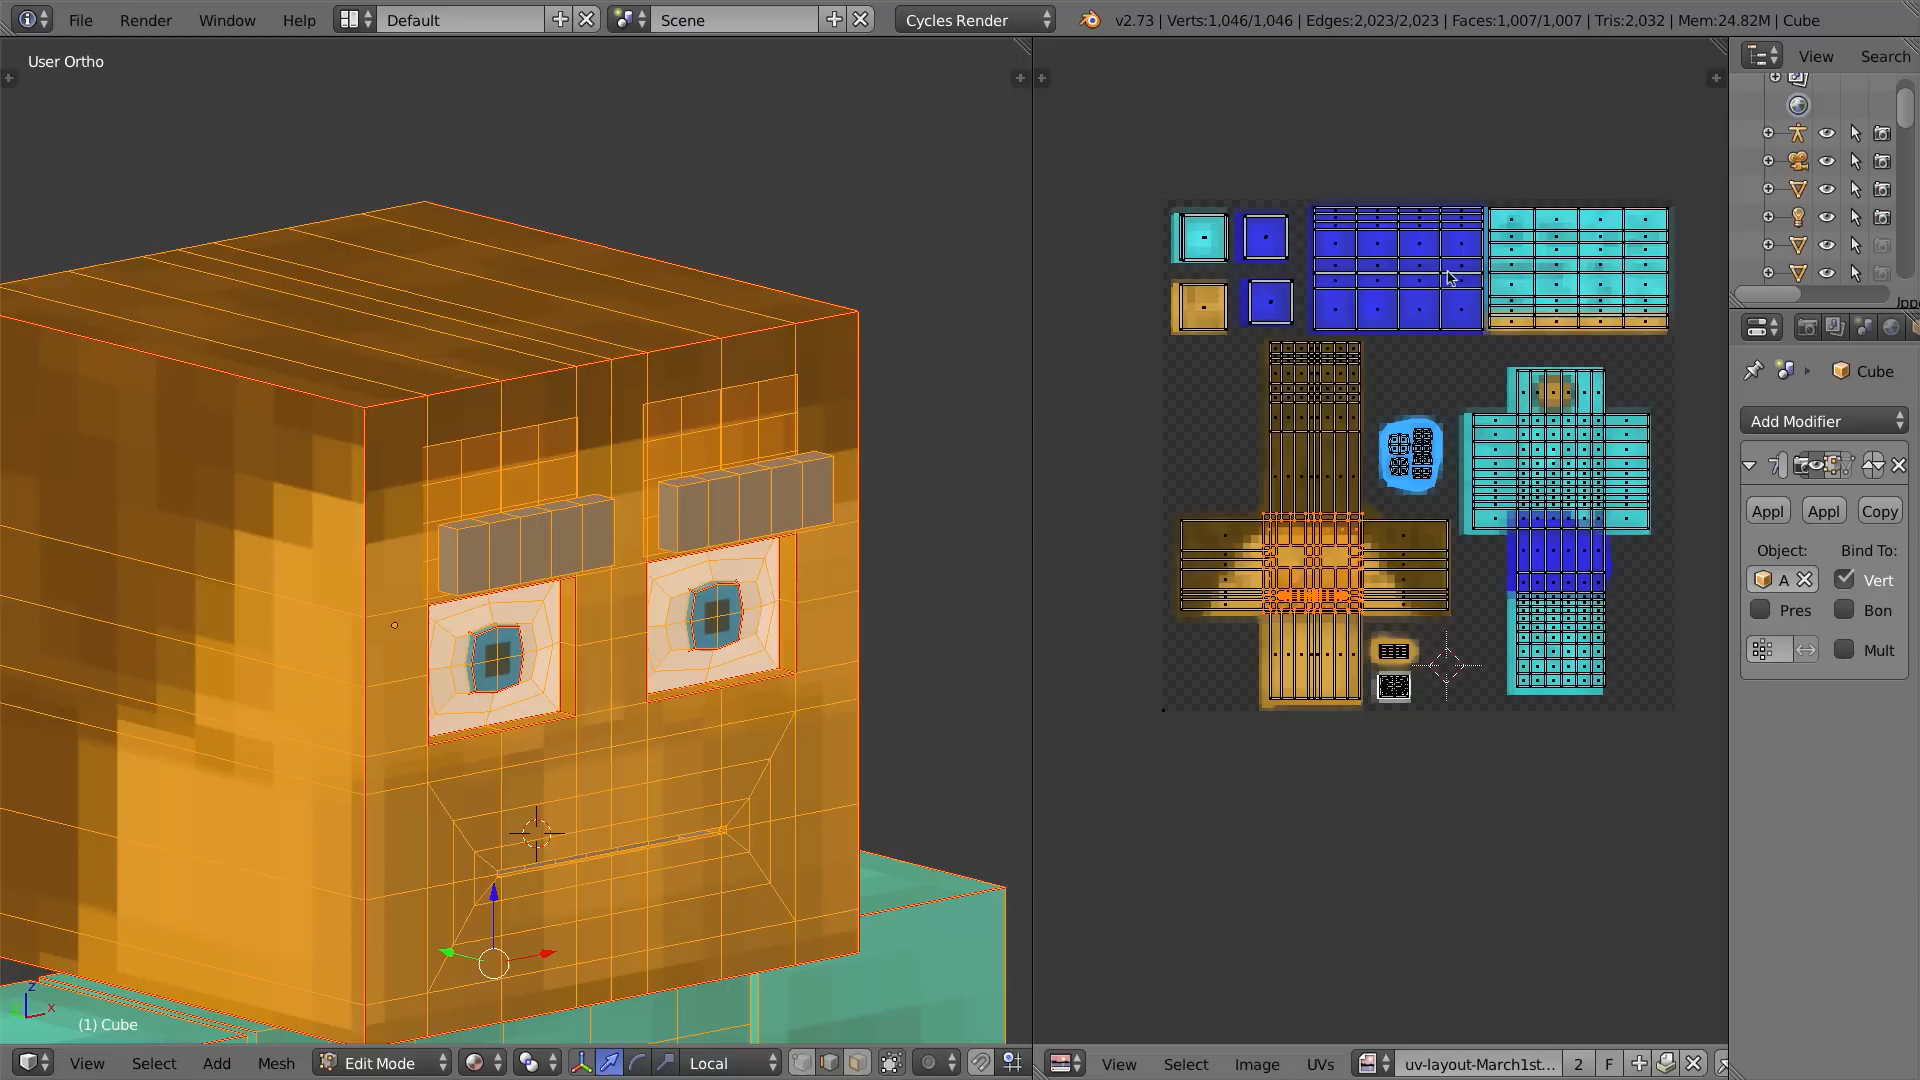 File Render Window Help Default Scene Cycles Render v2.73 | Verts:1,046/1,046 | Edges:2,023/2,023 | Faces:1,007/1,007 | Tris:2,032 | Mem:24.82M | Cube
User Ortho
View Search
Cube
Add Modifier
Appl Appl Copy
Object: Bind To:
A Vert
Pres Bon
Mult
z
x
(1) Cube
View Select Add Mesh Edit Mode Local
View Select Image UVs uv-layout-March1st... 2 F